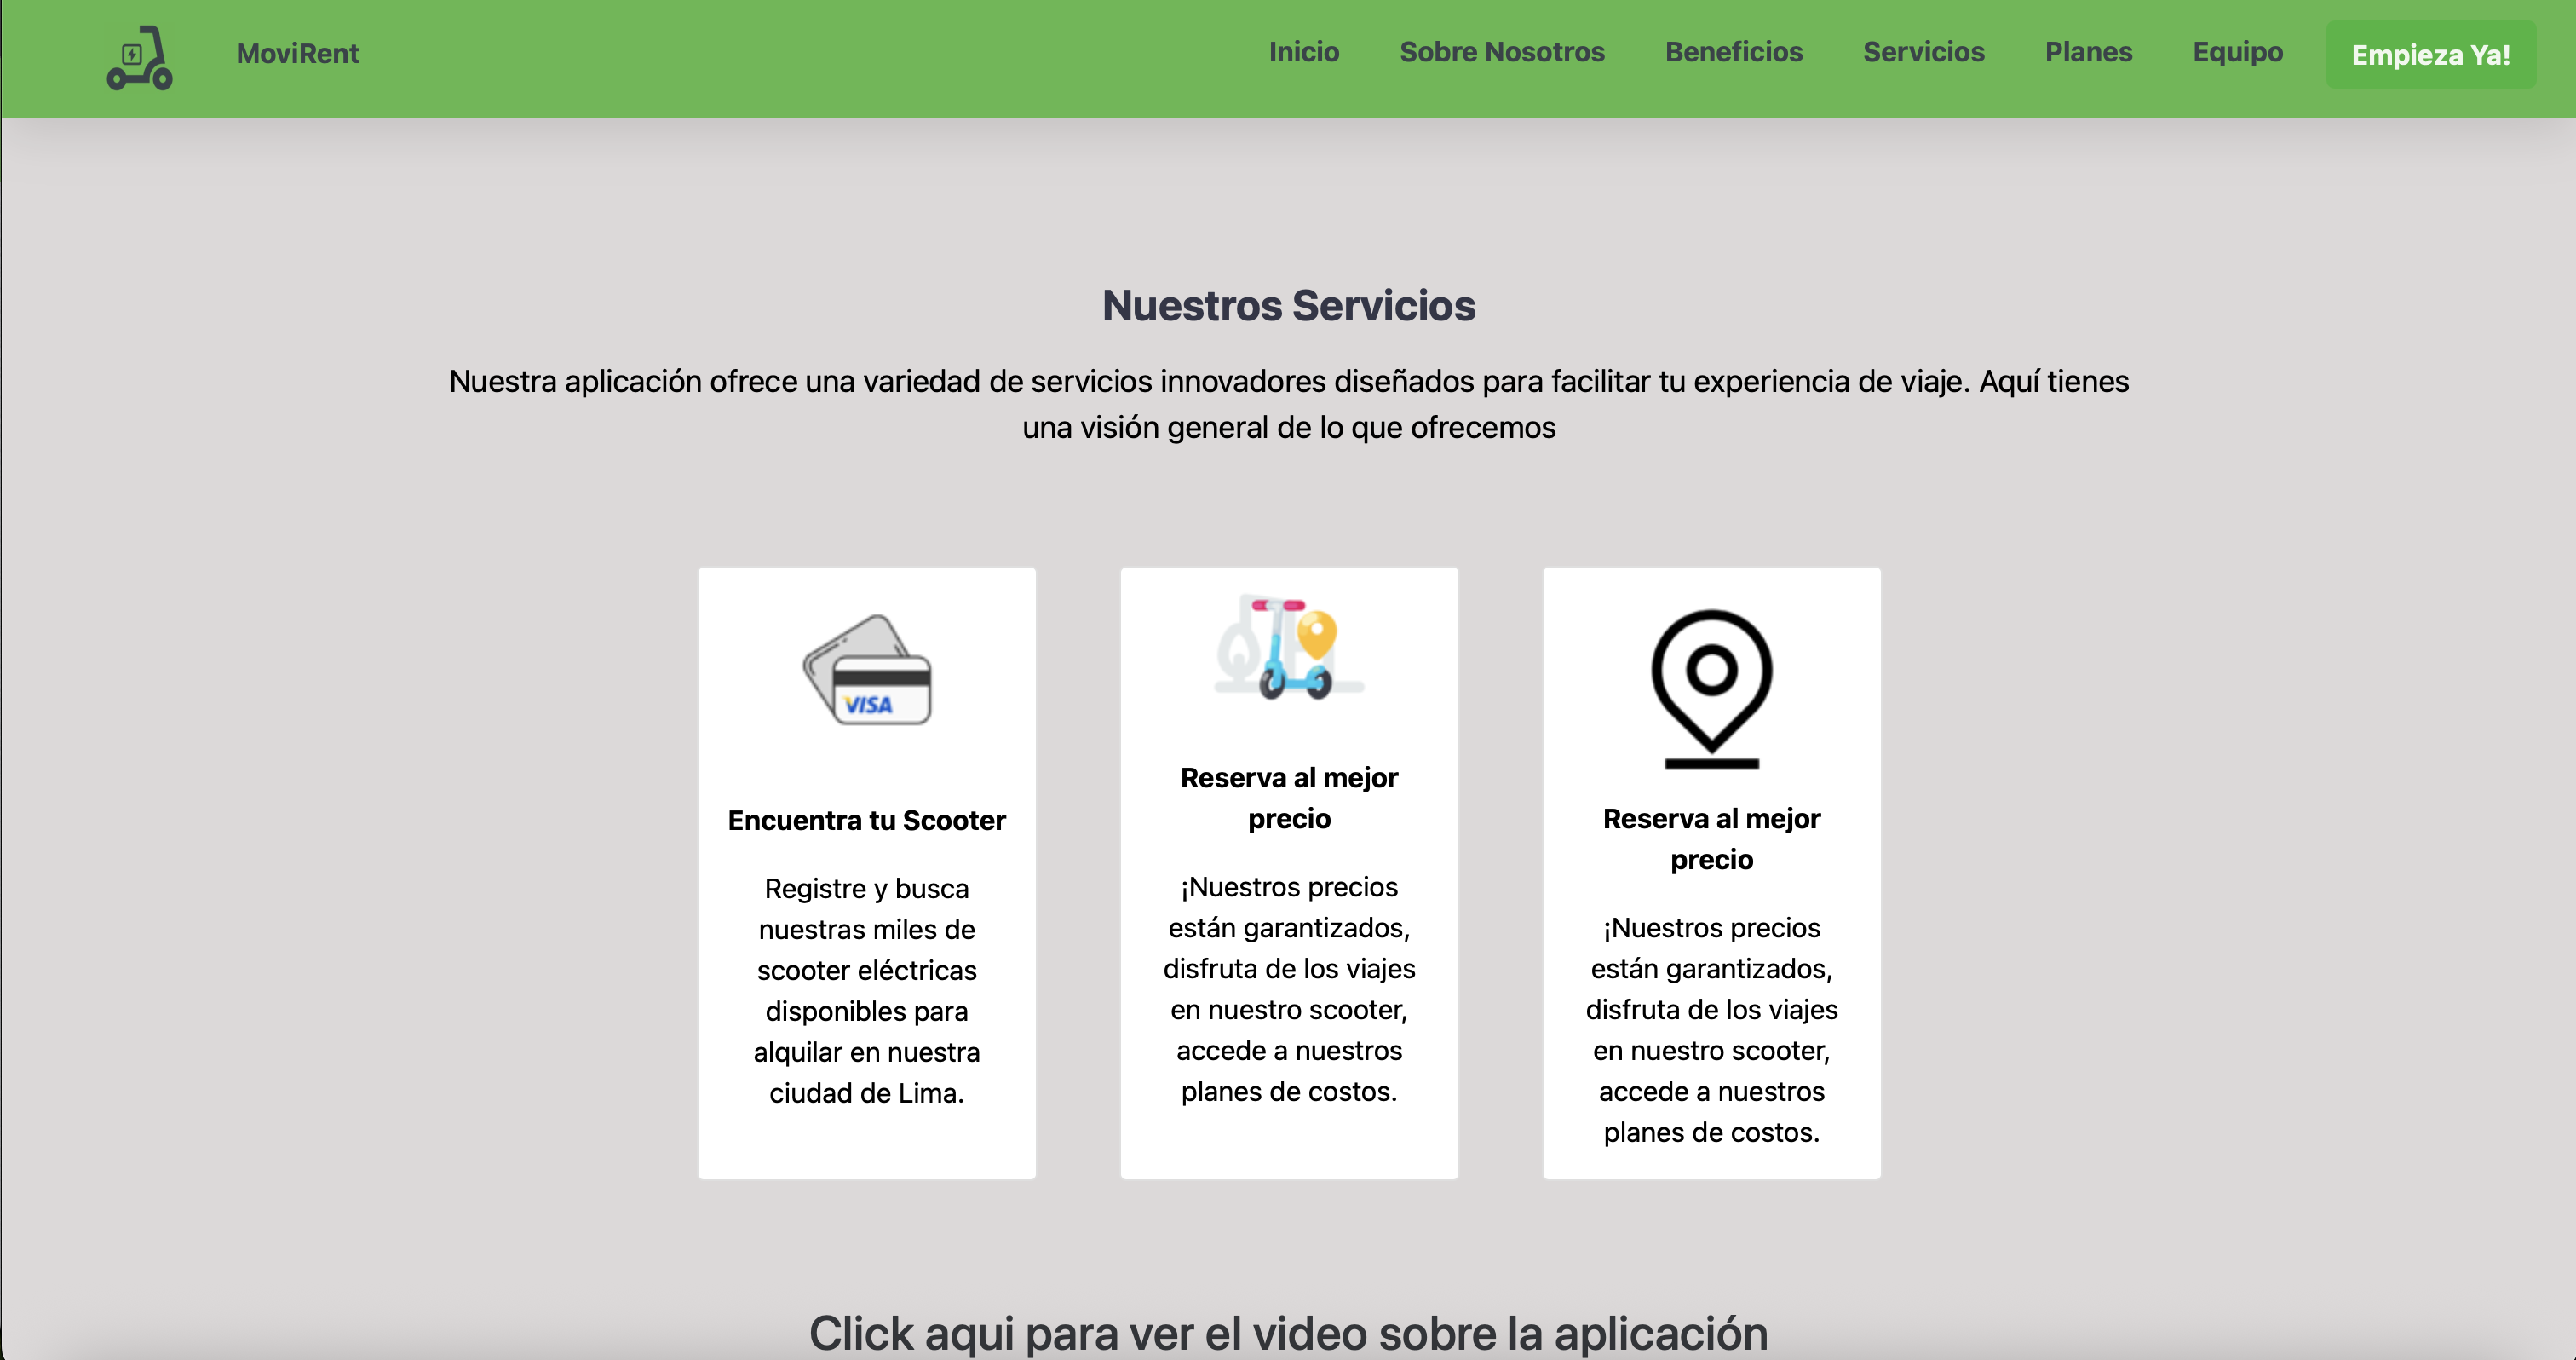 MoviRent
Inicio
Sobre Nosotros
Beneficios
Servicios
Planes
Equipo
Empieza Ya!
Nuestros Servicios
Nuestra aplicación ofrece una variedad de servicios innovadores diseñados para facilitar tu experiencia de viaje. Aquí tienes
una visión general de lo que ofrecemos
VISA
Encuentra tu Scooter
Registre y busca
nuestras miles de
scooter eléctricas
disponibles para
alquilar en nuestra
ciudad de Lima.
Reserva al mejor
precio
¡Nuestros precios
están garantizados,
disfruta de los viajes
en nuestro scooter,
accede a nuestros
planes de costos.
Reserva al mejor
precio
¡Nuestros precios
están garantizados,
disfruta de los viajes
en nuestro scooter,
accede a nuestros
planes de costos.
Click aqui para ver el video sobre la aplicación